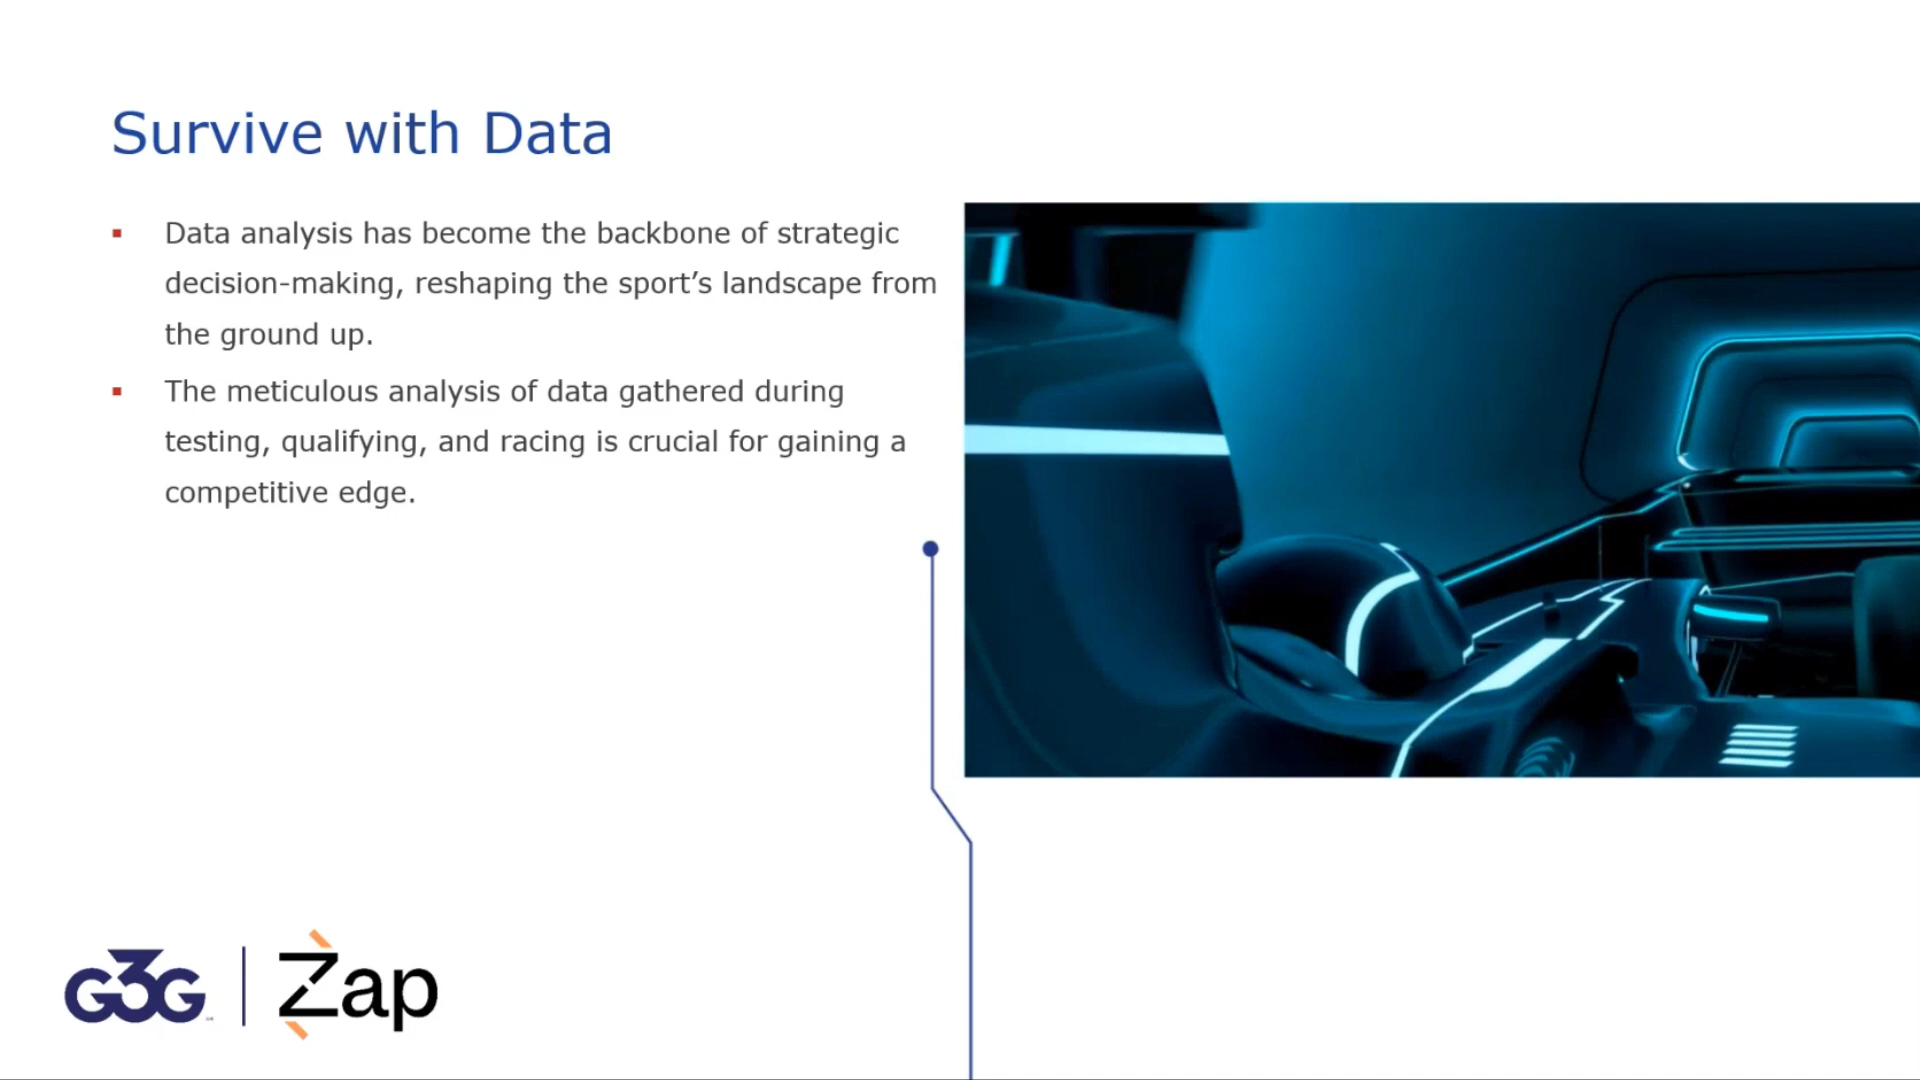 Survive with Data
Data analysis has become the backbone of strategic
decision-making, reshaping the sport’s landscape from
the ground up.
The meticulous analysis of data gathered during
testing, qualifying, and racing is crucial for gaining a
competitive edge.
G3G
Zap